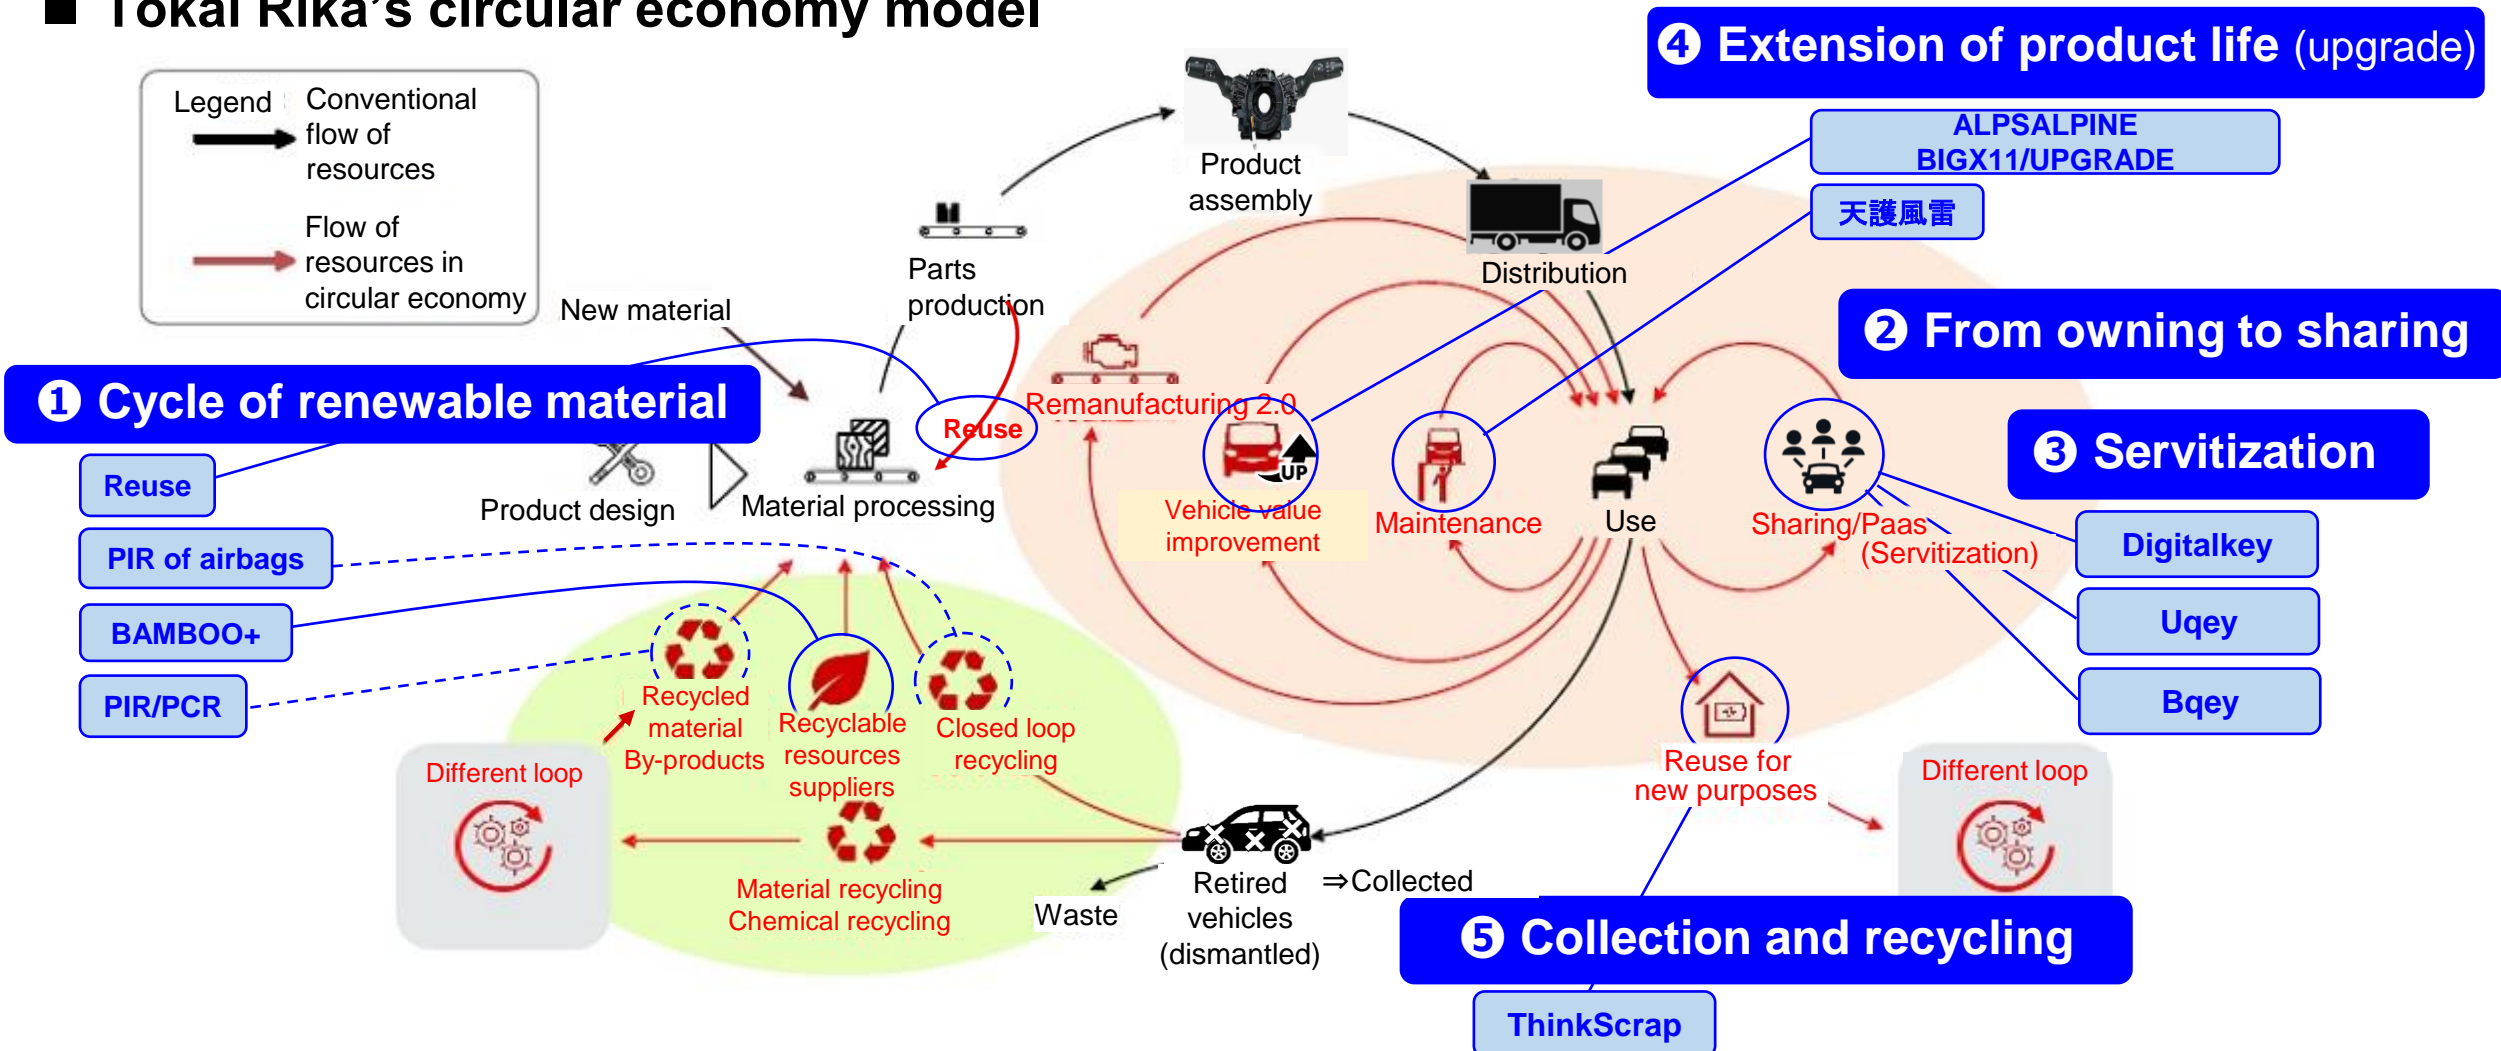 ■ Tokai Rika's circular economy model
❹ Extension of product life (upgrade)
Legend
Conventional
flow of
resources
Flow of
resources in
circular economy
ALPSALPINE
BIGX11/UPGRADE
天護風雷
Product
assembly
Distribution
Parts
production
New material
❷ From owning to sharing
❶ Cycle of renewable material
Remanufacturing 2.0
Reuse
❸ Servitization
Reuse
Product design
Material processing
UP
Vehicle value
improvement
Maintenance
Use
Sharing/Paas
(Servitization)
Digitalkey
PIR of airbags
BAMBOO+
Uqey
PIR/PCR
Bqey
Recycled
material
By-products
Recyclable
resources
suppliers
Closed loop
recycling
Different loop
Reuse for
new purposes
Different loop
Material recycling
Chemical recycling
Waste
Retired
vehicles
(dismantled)
⇒Collected
❺ Collection and recycling
ThinkScrap